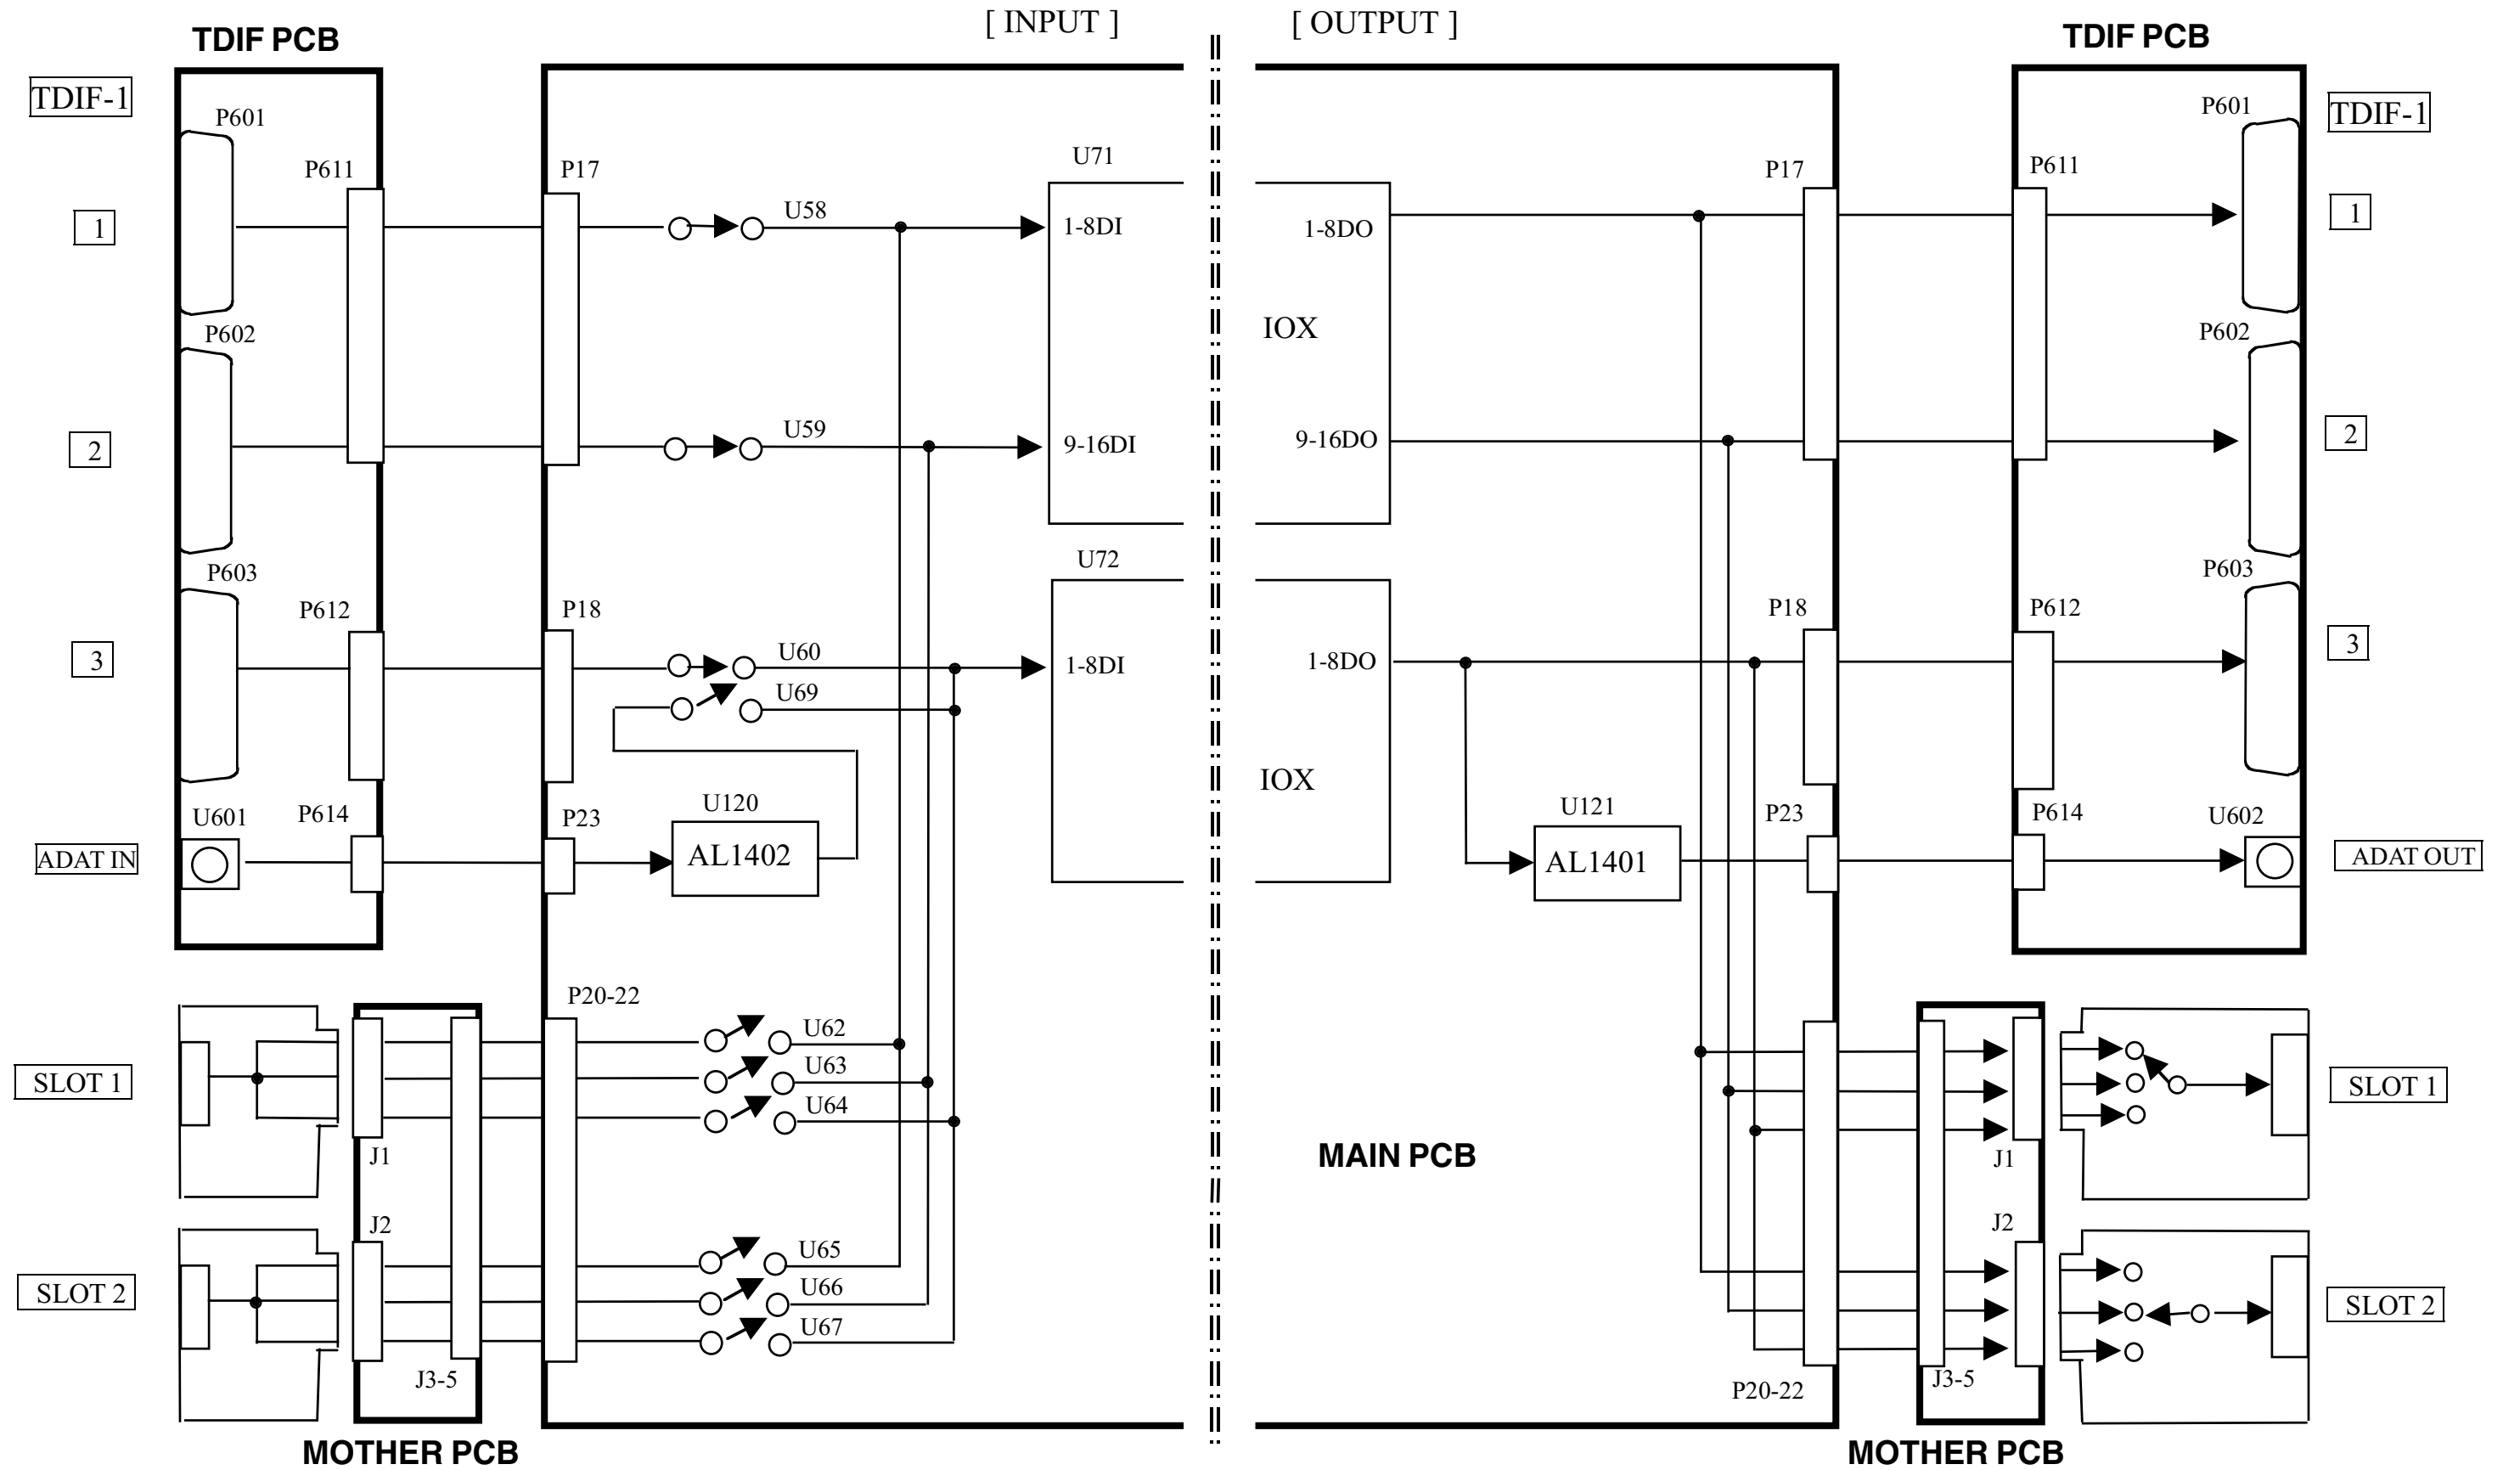 [ INPUT ]
[ OUTPUT ]
TDIF PCB
TDIF PCB
TDIF-1
P601
P611
P17
U58
U71
1-8DI
1
P602
2
U59
9-16DI
P603
P612
P18
U72
3
U60
U69
1-8DI
U601
P614
P23
U120
ADAT IN
AL1402
P20-22
SLOT 1
U62
U63
U64
J1
J2
SLOT 2
U65
U66
U67
J3-5
MOTHER PCB
1-8DO
P17
P611
P601
TDIF-1
1
IOX
P602
9-16DO
2
P18
P612
P603
1-8DO
3
IOX
U121
P23
P614
U602
AL1401
ADAT OUT
MAIN PCB
J1
SLOT 1
J2
SLOT 2
P20-22
J3-5
MOTHER PCB